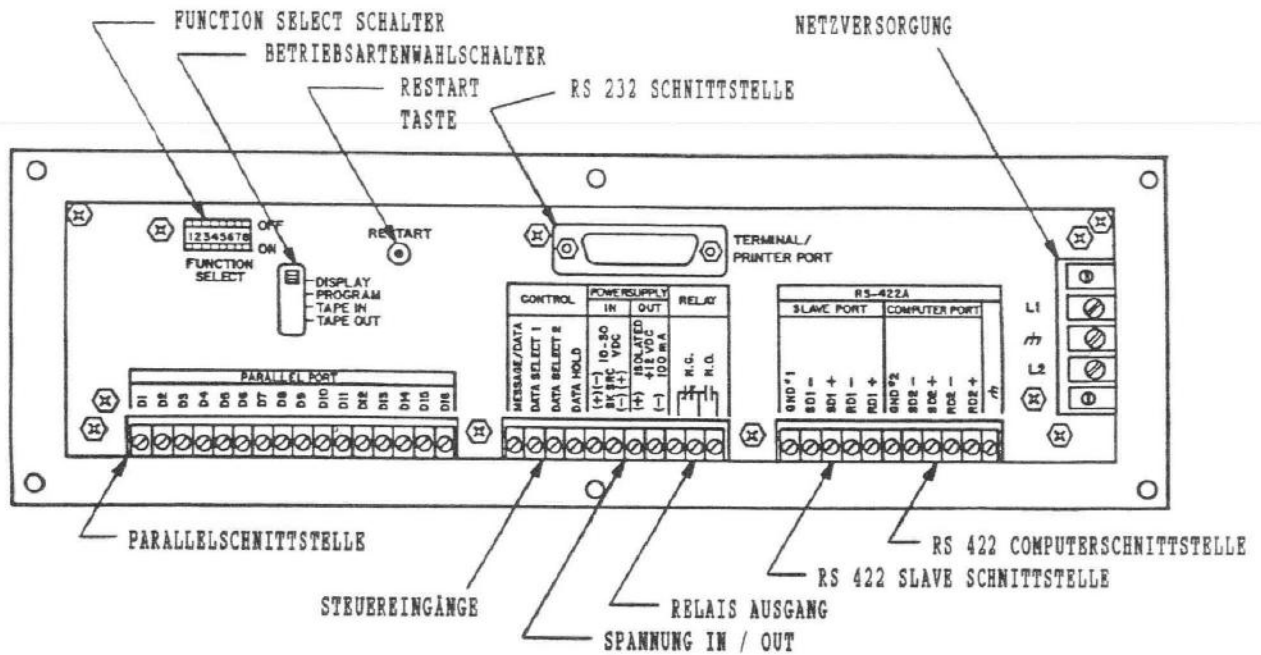 FUNCTION SELECT SCHALTER
NETZVERSORGUNG
BETRIEBSARTENWAHLSCHALTER
RESTART
TASTE
RS 232 SCHNITTSTELLE
OFF
12345678
ON
FUNCTION
SELECT
RESTART
DISPLAY
PROGRAM
TAPE IN
TAPE OUT
TERMINAL/
PRINTER PORT
PARALLEL PORT
D1 D2 D3 D4 D5 D6 D7 D8 D9 D10 D11 D12 D13 D14 D15 D16
CONTROL
MESSAGE/DATA
DATA SELECT 1
DATA SELECT 2
DATA HOLD
POWER SUPPLY
IN
OUT
(+)(-)
SK SRC
(-)(+)
10-30
VDC
(+) ISOLATED
+12 VDC
(-) 100 MA
RELAY
N.C.
N.O.
RS-422A
SLAVE PORT
COMPUTER PORT
GND#1
SD1 -
SD1 +
RD1 -
RD1 +
GND#2
SD2 -
SD2 +
RD2 -
RD2 +
L1
L2
PARALLELSCHNITTSTELLE
RS 422 COMPUTERSCHNITTSTELLE
RS 422 SLAVE SCHNITTSTELLE
STEUEREINGÄNGE
RELAIS AUSGANG
SPANNUNG IN / OUT